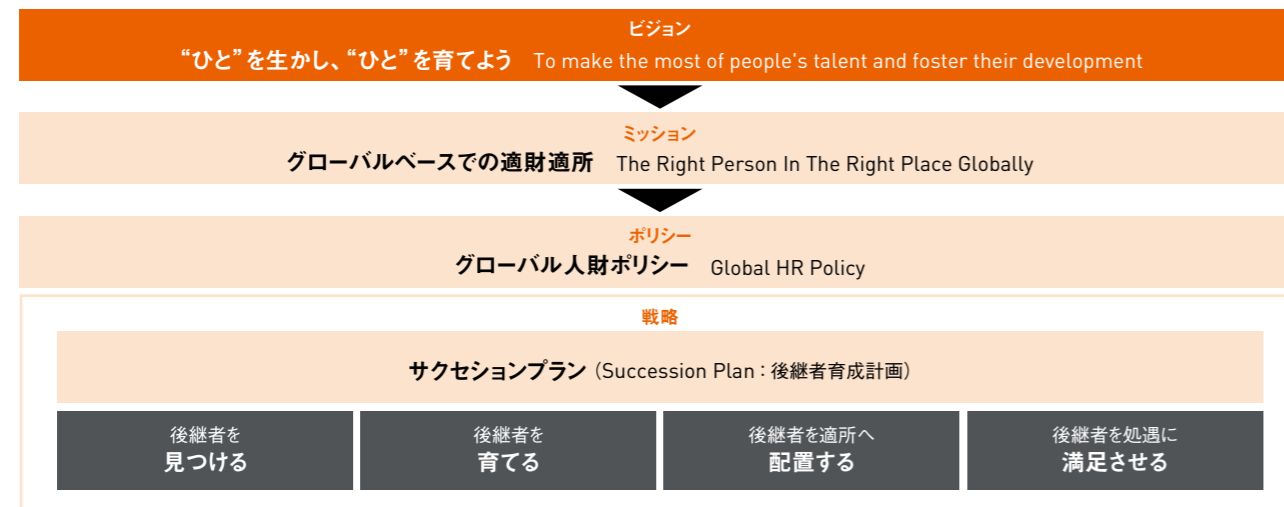 ビジョン
“ひと”を生かし、“ひと”を育てよう To make the most of people's talent and foster their development
ミッション
グローバルベースでの適財適所 The Right Person In The Right Place Globally
ポリシー
グローバル人財ポリシー Global HR Policy
戦略
サクセションプラン（Succession Plan：後継者育成計画）
後継者を
見つける
後継者を
育てる
後継者を適所へ
配置する
後継者を処遇に
満足させる